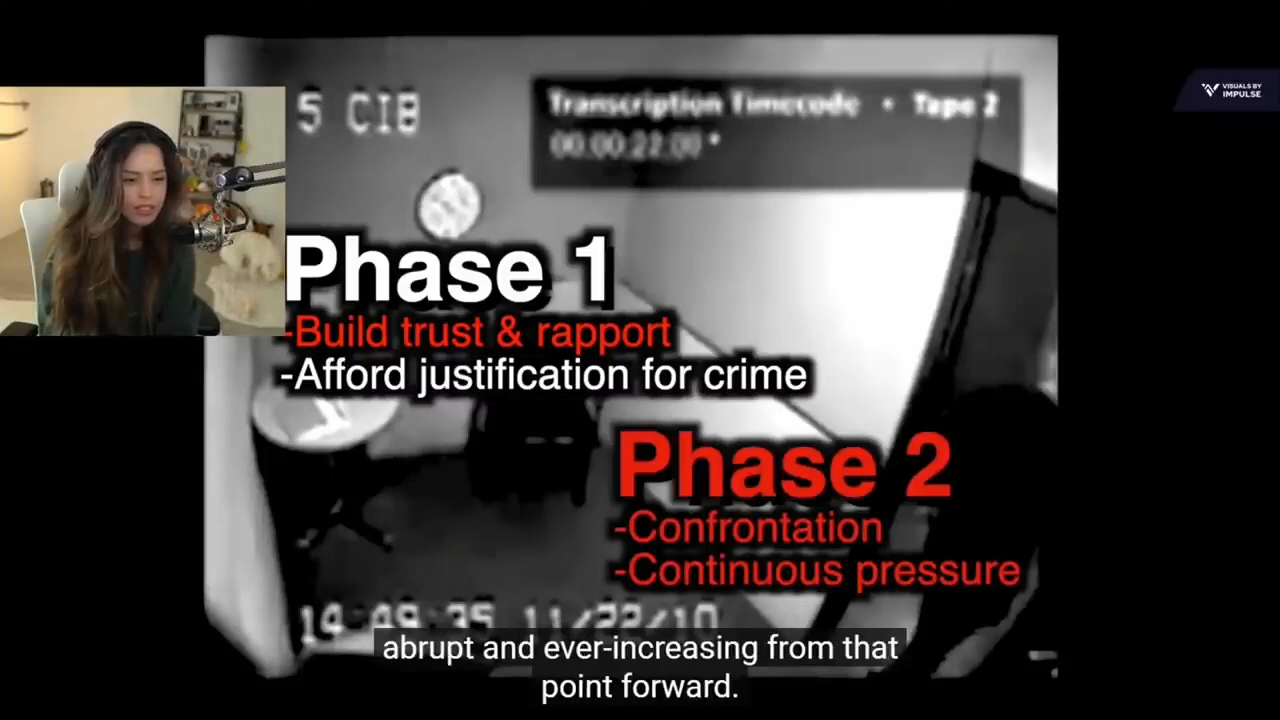 5 CIB
Transcription Timecode • Tape 2
00:00:22:00*
VISUALS BY
IMPULSE
Phase 1
-Build trust & rapport
-Afford justification for crime
Phase 2
-Confrontation
-Continuous pressure
14:49:35 11/22/10
abrupt and ever-increasing from that
point forward.